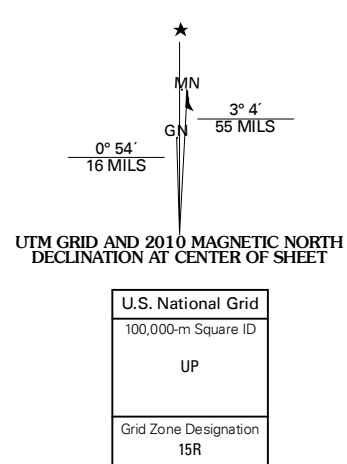 MN
3° 4´
55 MILS
GN
0° 54´
16 MILS
UTM GRID AND 2010 MAGNETIC NORTH
DECLINATION AT CENTER OF SHEET
U.S. National Grid
100,000-m Square ID
UP
Grid Zone Designation
15R